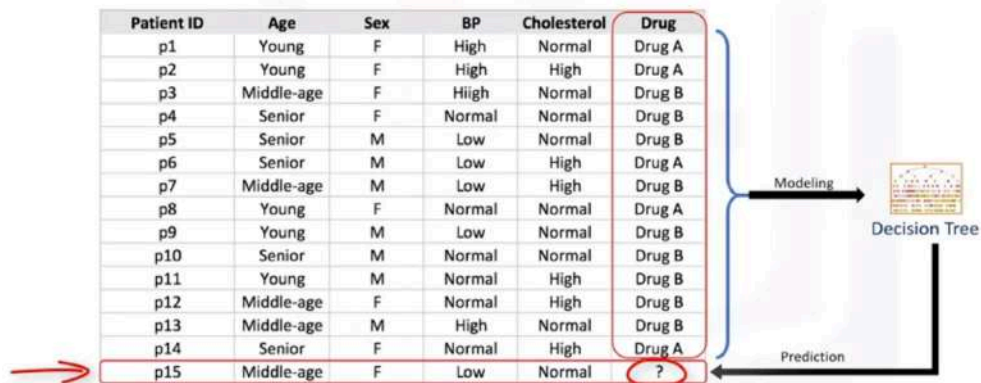 Patient ID Age Sex BP Cholesterol Drug
p1 Young F High Normal Drug A
p2 Young F High High Drug A
p3 Middle-age F Hiigh Normal Drug B
p4 Senior F Normal Normal Drug B
p5 Senior M Low Normal Drug B
p6 Senior M Low High Drug A
p7 Middle-age M Low High Drug B
p8 Young F Normal Normal Drug A
p9 Young M Low Normal Drug B
p10 Senior M Normal Normal Drug B
p11 Young M Normal High Drug B
p12 Middle-age F Normal High Drug B
p13 Middle-age M High Normal Drug B
p14 Senior F Normal High Drug A
p15 Middle-age F Low Normal ?
Modeling
Decision Tree
Prediction